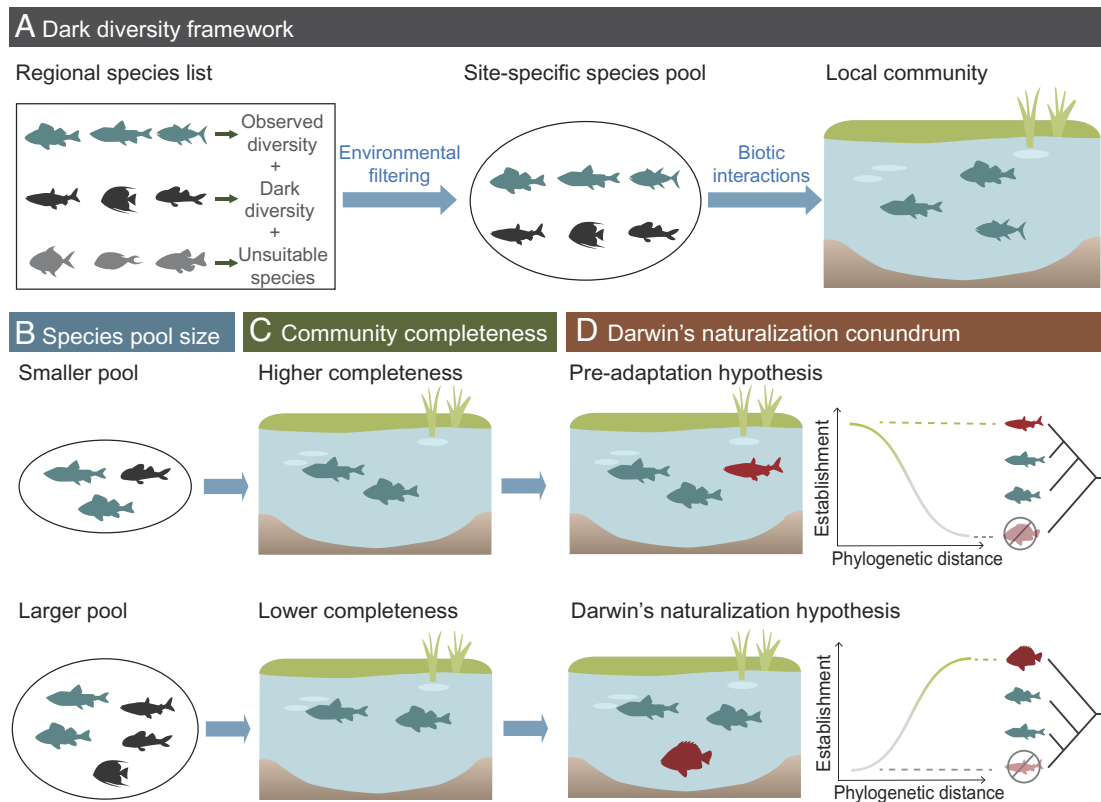 A Dark diversity framework
Regional species list
Site-specific species pool
Local community
Observed
diversity
+
Dark
diversity
+
Unsuitable
species
Environmental
filtering
Biotic
interactions
B Species pool size
C Community completeness
D Darwin's naturalization conundrum
Smaller pool
Higher completeness
Pre-adaptation hypothesis
Establishment
Phylogenetic distance
Larger pool
Lower completeness
Darwin's naturalization hypothesis
Establishment
Phylogenetic distance